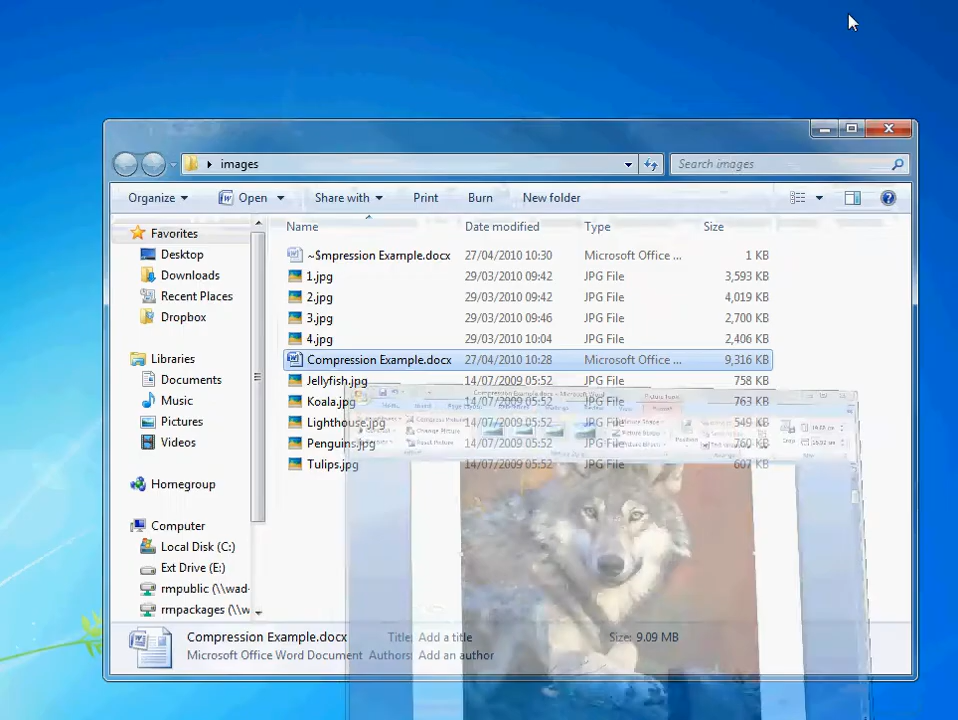 images
Search images
Organize Open Share with Print Burn New folder
Name Date modified Type Size
Favorites
Desktop
Downloads
Recent Places
Dropbox
Libraries
Documents
Music
Pictures
Videos
Homegroup
Computer
Local Disk (C:)
Ext Drive (E:)
rmpublic (\\wad-
rmpackages (\\w
~$mpression Example.docx 27/04/2010 10:30 Microsoft Office ... 1 KB
1.jpg 29/03/2010 09:42 JPG File 3,593 KB
2.jpg 29/03/2010 09:42 JPG File 4,019 KB
3.jpg 29/03/2010 09:46 JPG File 2,700 KB
4.jpg 29/03/2010 10:04 JPG File 2,406 KB
Compression Example.docx 27/04/2010 10:28 Microsoft Office ... 9,316 KB
Jellyfish.jpg 14/07/2009 05:52 JPG File 758 KB
Koala.jpg 14/07/2009 05:52 JPG File 763 KB
Lighthouse.jpg 14/07/2009 05:52 JPG File 549 KB
Penguins.jpg 14/07/2009 05:52 JPG File 760 KB
Tulips.jpg 14/07/2009 05:52 JPG File 607 KB
Compression Example.docx Title: Add a title Size: 9.09 MB
Microsoft Office Word Document Authors: Add an author